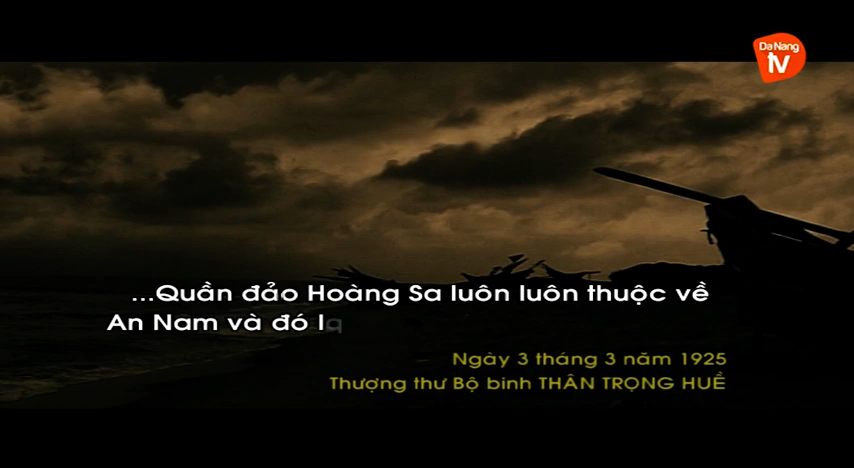 Da Nang
tv
...Quần đảo Hoàng Sa luôn luôn thuộc về
An Nam và đó là
Ngày 3 tháng 3 năm 1925
Thượng thư Bộ binh THÂN TRỌNG HUỀ